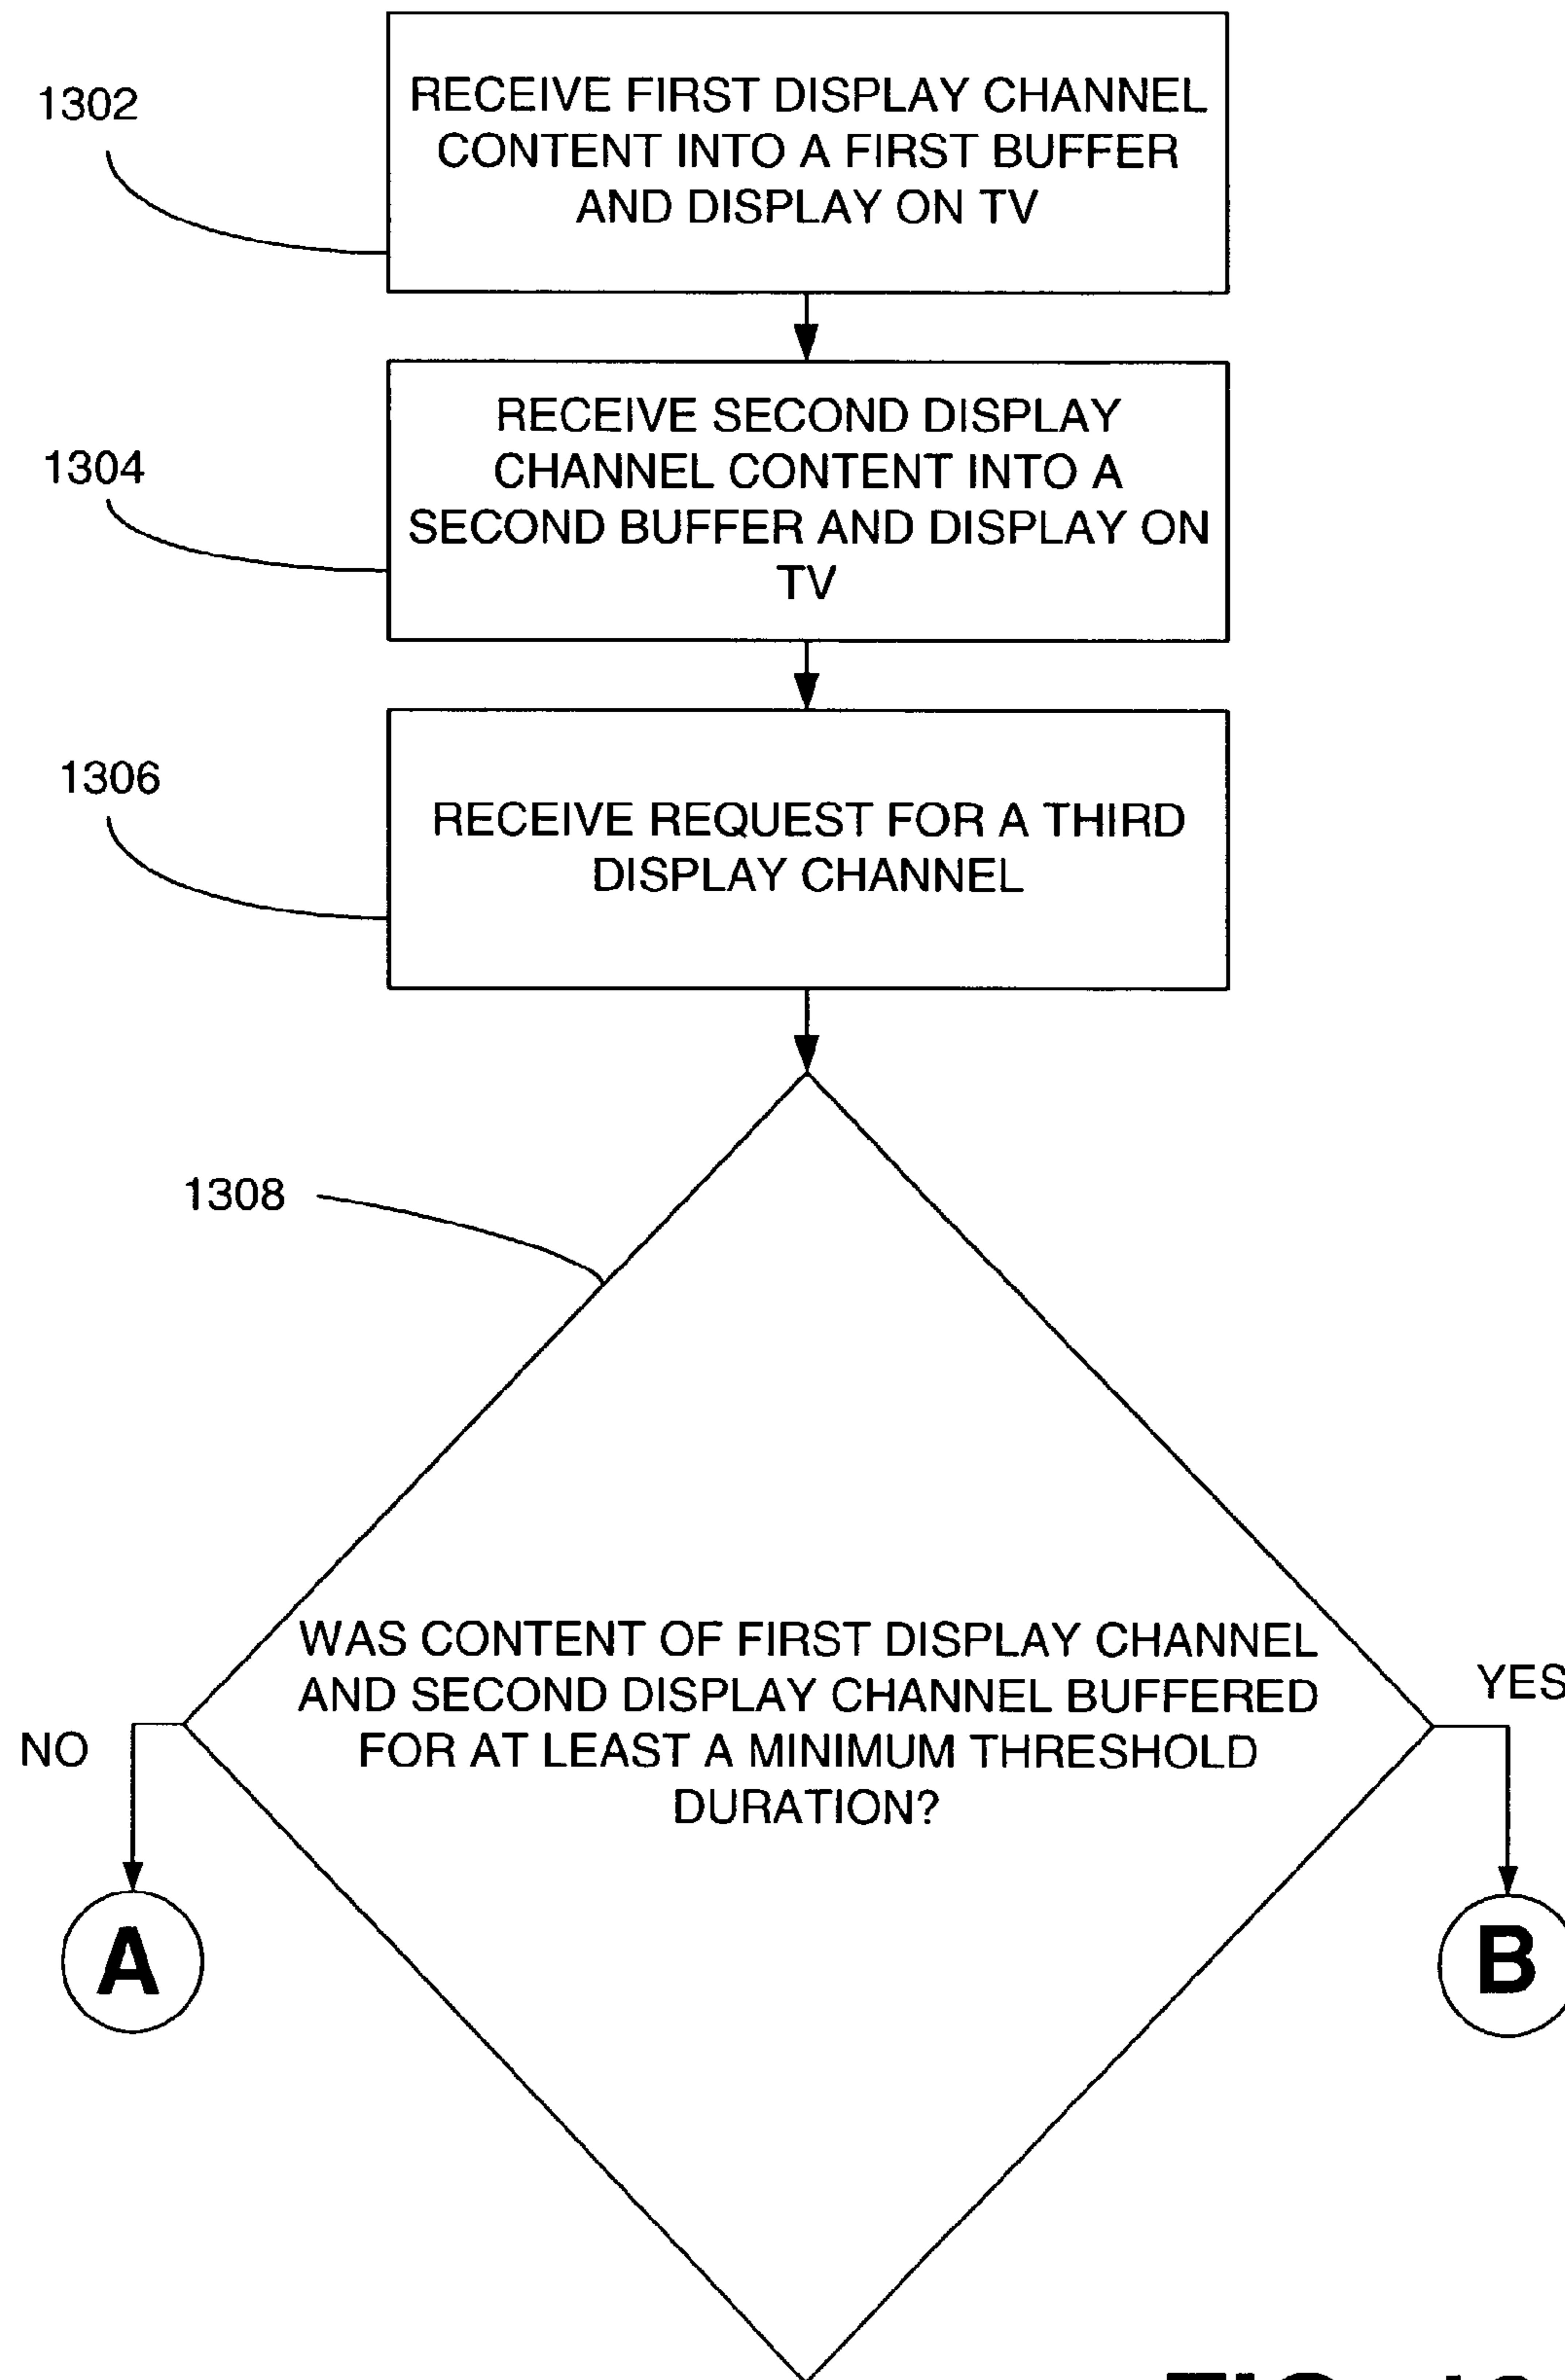 1302
RECEIVE FIRST DISPLAY CHANNEL
CONTENT INTO A FIRST BUFFER
AND DISPLAY ON TV
1304
RECEIVE SECOND DISPLAY
CHANNEL CONTENT INTO A
SECOND BUFFER AND DISPLAY ON
TV
1306
RECEIVE REQUEST FOR A THIRD
DISPLAY CHANNEL
1308
WAS CONTENT OF FIRST DISPLAY CHANNEL
AND SECOND DISPLAY CHANNEL BUFFERED
FOR AT LEAST A MINIMUM THRESHOLD
DURATION?
NO
YES
A
B